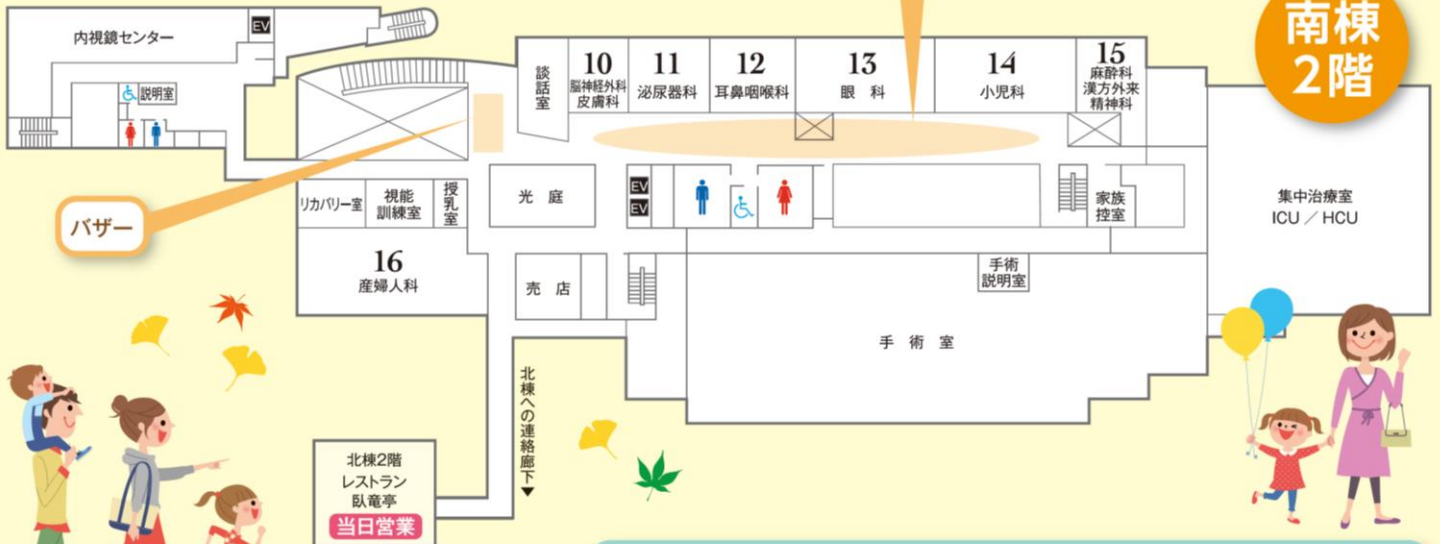 南棟
2階
内視鏡センター
EV
説明室
談話室
10
脳神経外科
皮膚科
11
泌尿器科
12
耳鼻咽喉科
13
眼 科
14
小児科
15
麻酔科
漢方外来
精神科
バザー
リカバリー室
視能
訓練室
授乳室
光 庭
EV
EV
家族
控室
集中治療室
ICU / HCU
16
産婦人科
売 店
手術
説明室
手 術 室
北棟への連絡廊下▼
北棟2階
レストラン
臥竜亭
当日営業